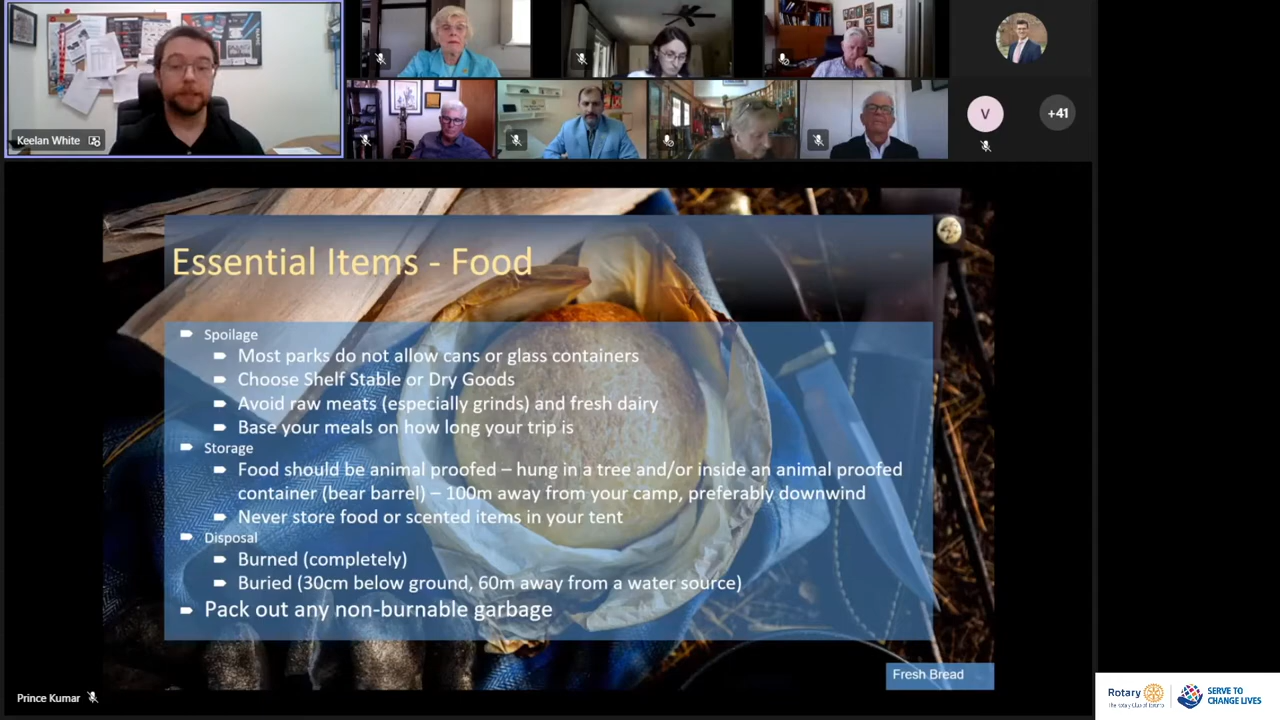 Keelan White
V
+41
Essential Items - Food
Spoilage
Most parks do not allow cans or glass containers
Choose Shelf Stable or Dry Goods
Avoid raw meats (especially grinds) and fresh dairy
Base your meals on how long your trip is
Storage
Food should be animal proofed – hung in a tree and/or inside an animal proofed
container (bear barrel) – 100m away from your camp, preferably downwind
Never store food or scented items in your tent
Disposal
Burned (completely)
Buried (30cm below ground, 60m away from a water source)
Pack out any non-burnable garbage
Fresh Bread
Prince Kumar
Rotary
The Rotary Club of Toronto
SERVE TO
CHANGE LIVES